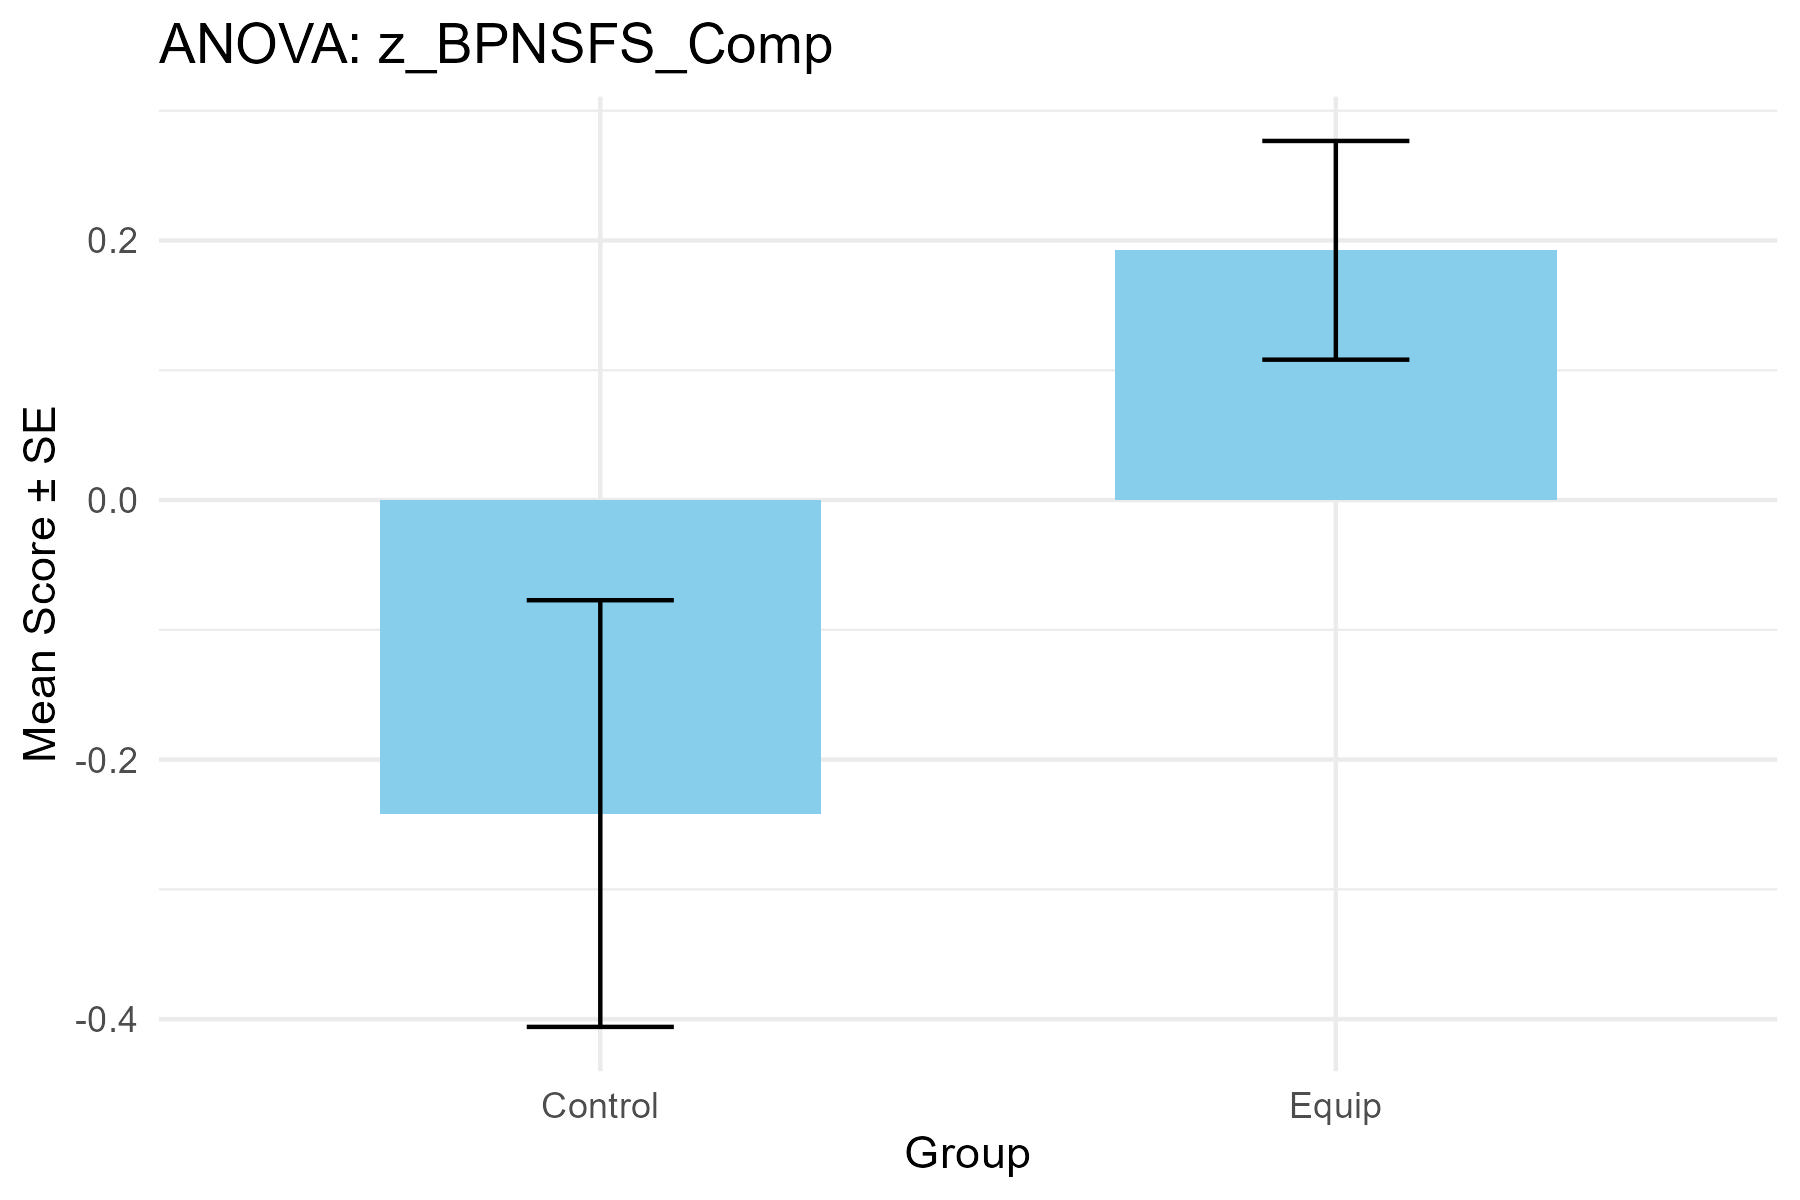 ANOVA: z_BPNSFS_Comp
Mean Score ± SE
0.2
0.0
-0.2
-0.4
Control
Equip
Group